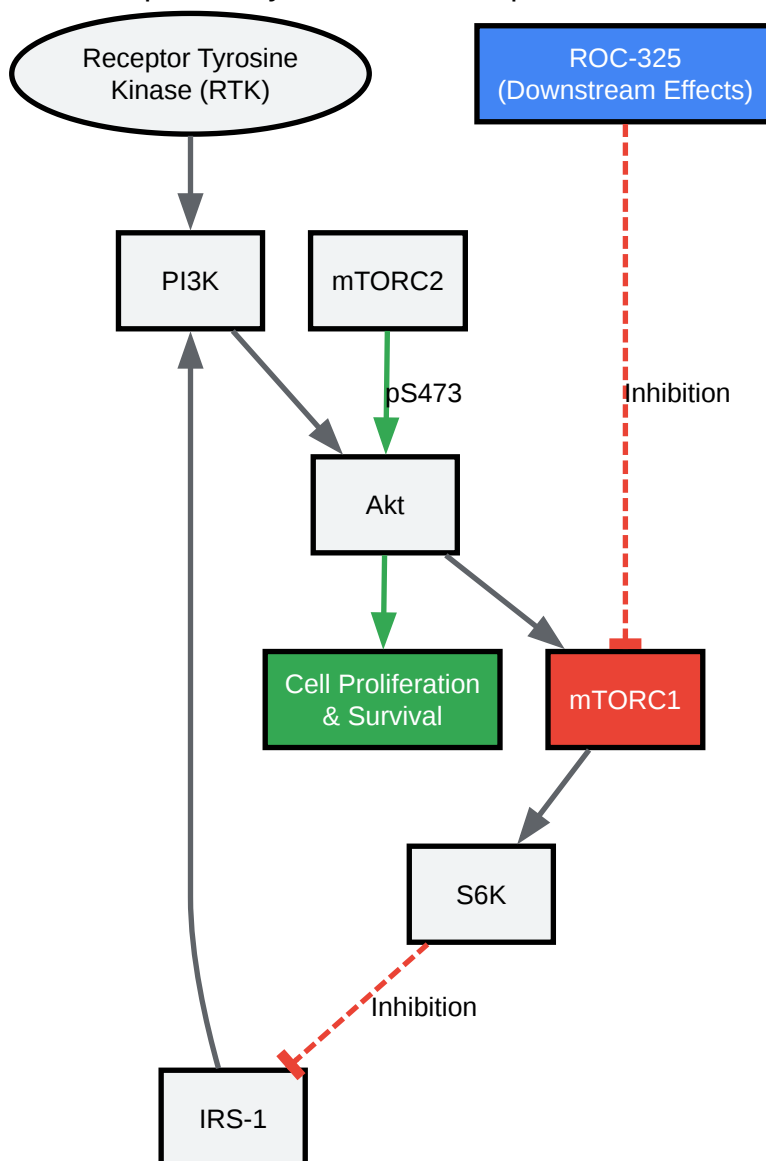 Receptor Tyrosine
Kinase (RTK)
ROC-325
(Downstream Effects)
PI3K
mTORC2
pS473
Inhibition
Akt
Cell Proliferation
& Survival
mTORC1
S6K
Inhibition
IRS-1